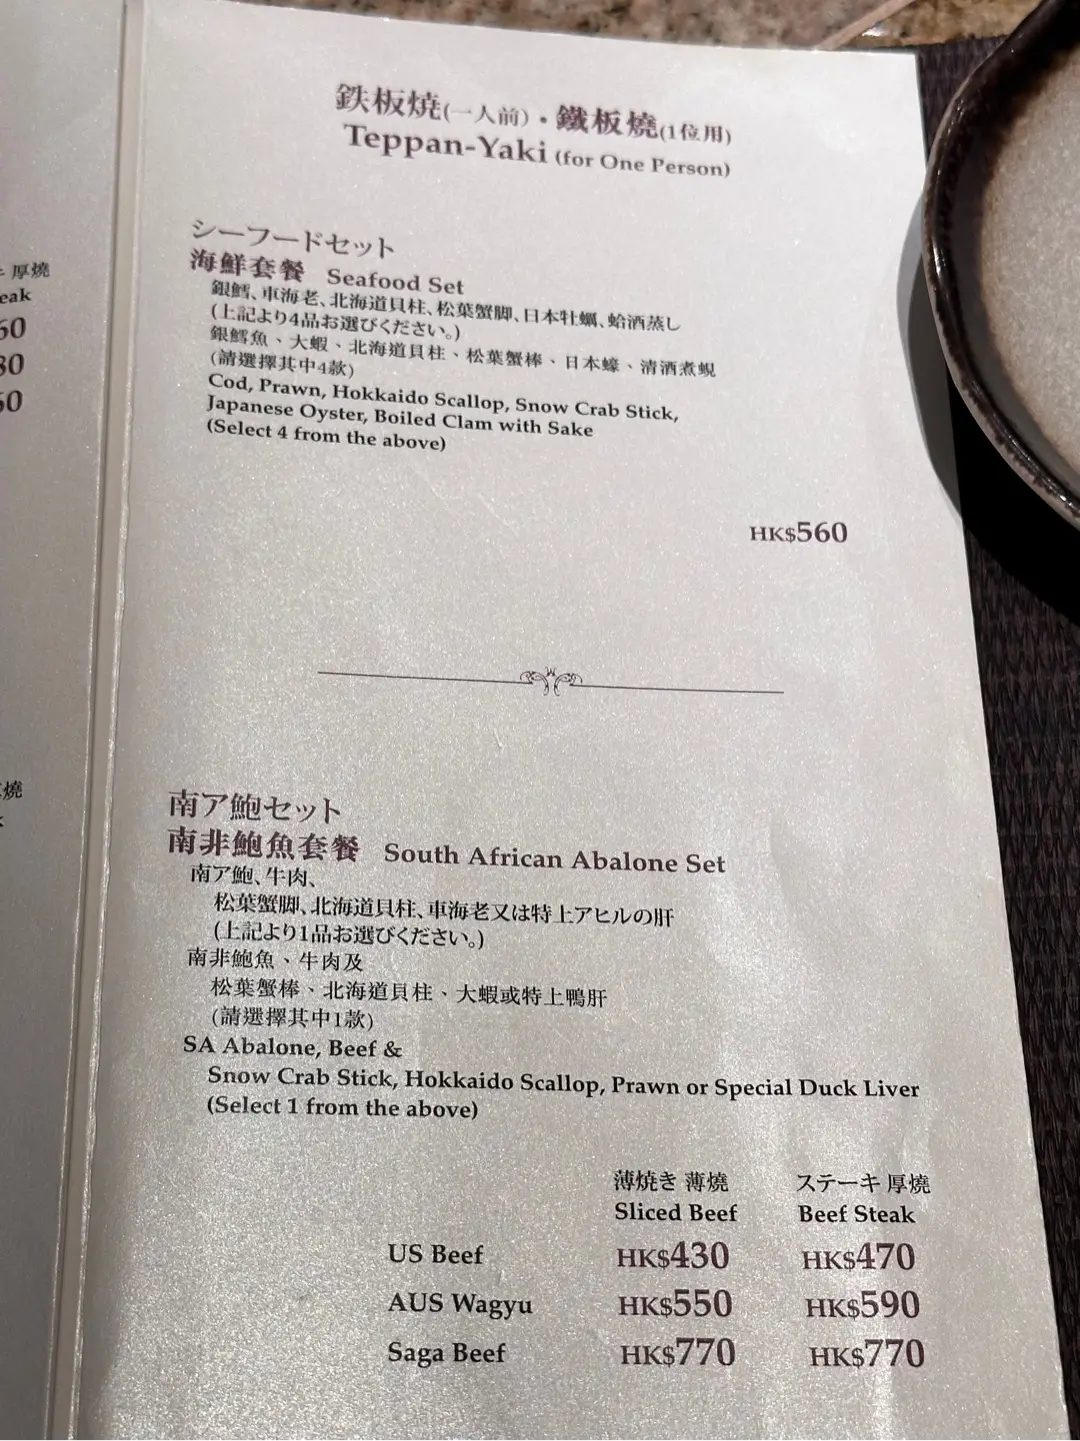 鉄板焼(一人前)・鐵板燒(1位用)
Teppan-Yaki (for One Person)
シーフードセット
海鮮套餐 Seafood Set
銀鱈、車海老、北海道貝柱、松葉蟹脚、日本牡蠣、蛤酒蒸し
(上記より4品お選びください。)
銀鱈魚、大蝦、北海道貝柱、松葉蟹棒、日本蠔、清酒煮蜆
(請選擇其中4款)
Cod, Prawn, Hokkaido Scallop, Snow Crab Stick,
Japanese Oyster, Boiled Clam with Sake
(Select 4 from the above)
HK$560
南ア鮑セット
南非鮑魚套餐 South African Abalone Set
南ア鮑、牛肉、
松葉蟹脚、北海道貝柱、車海老又は特上アヒルの肝
(上記より1品お選びください。)
南非鮑魚、牛肉及
松葉蟹棒、北海道貝柱、大蝦或特上鴨肝
(請選擇其中1款)
SA Abalone, Beef &
Snow Crab Stick, Hokkaido Scallop, Prawn or Special Duck Liver
(Select 1 from the above)
薄焼き 薄燒 ステーキ 厚燒
Sliced Beef Beef Steak
US Beef HK$430 HK$470
AUS Wagyu HK$550 HK$590
Saga Beef HK$770 HK$770
厚燒
eak
60
80
60
燒